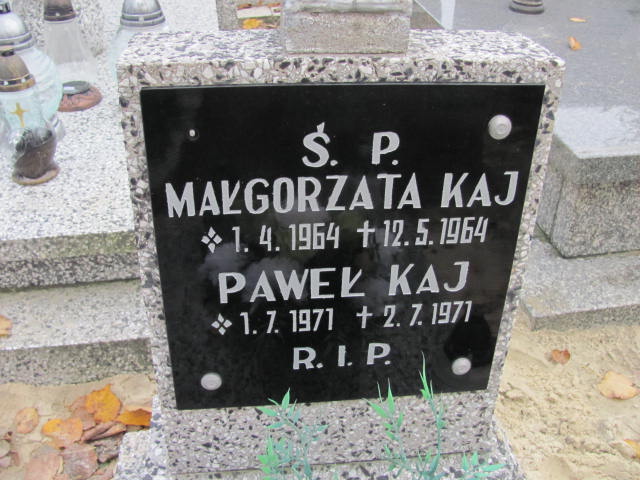 Ś. P.
MAŁGORZATA KAJ
1. 4. 1964 † 12. 5. 1964
PAWEŁ KAJ
1. 7. 1971 † 2. 7. 1971
R. I. P.